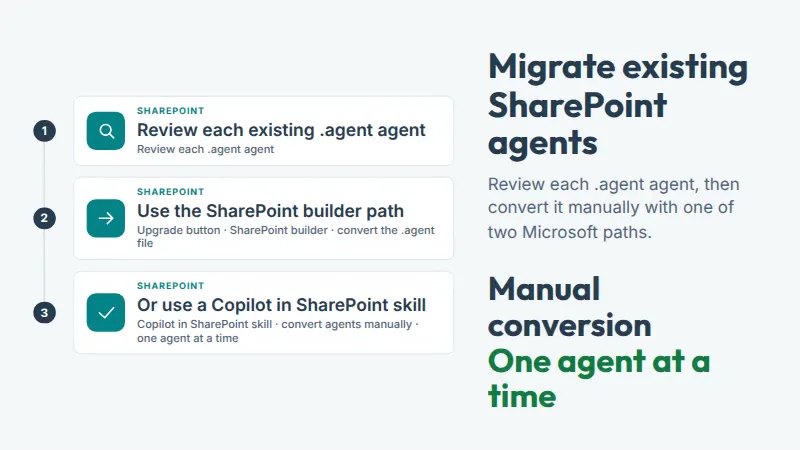 1
SHAREPOINT
Review each existing .agent agent
Review each .agent agent
2
SHAREPOINT
Use the SharePoint builder path
Upgrade button · SharePoint builder · convert the .agent
file
3
SHAREPOINT
Or use a Copilot in SharePoint skill
Copilot in SharePoint skill · convert agents manually ·
one agent at a time
Migrate existing
SharePoint
agents
Review each .agent agent, then
convert it manually with one of
two Microsoft paths.
Manual
conversion
One agent at a
time